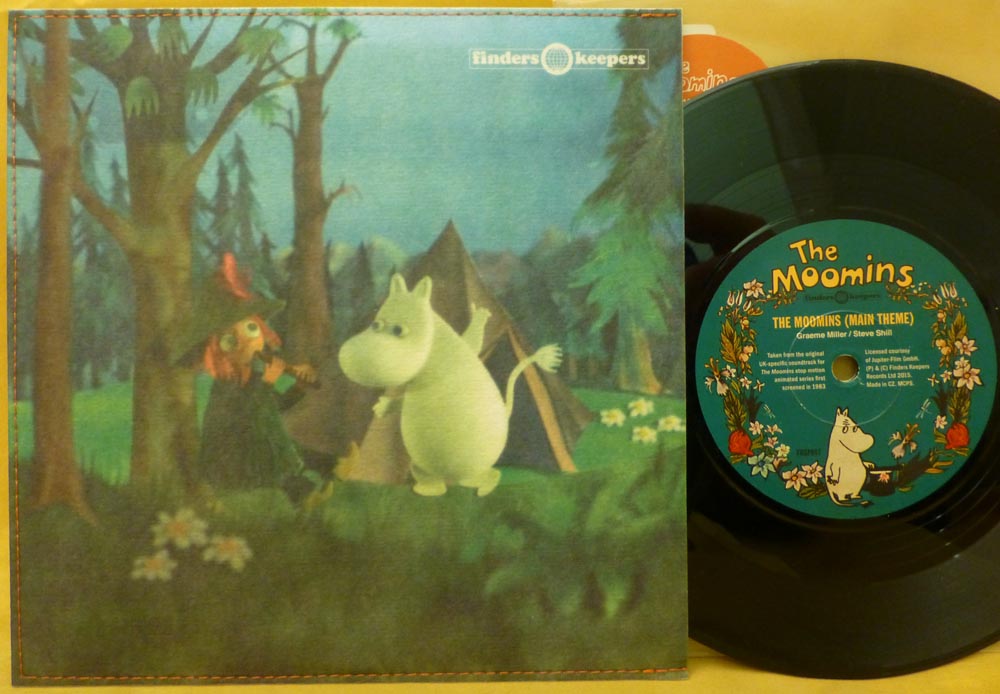 finders keepers
The
Moomins
finders keepers
THE MOOMINS (MAIN THEME)
Graeme Miller / Steve Shill
Taken from the original
UK-specific soundtrack for
The Moomins stop motion
animated series first
screened in 1983
Licensed courtesy
of Jupiter-Film GmbH.
(P) & (C) Finders Keepers
Records Ltd 2015.
Made in CZ. MCPS.